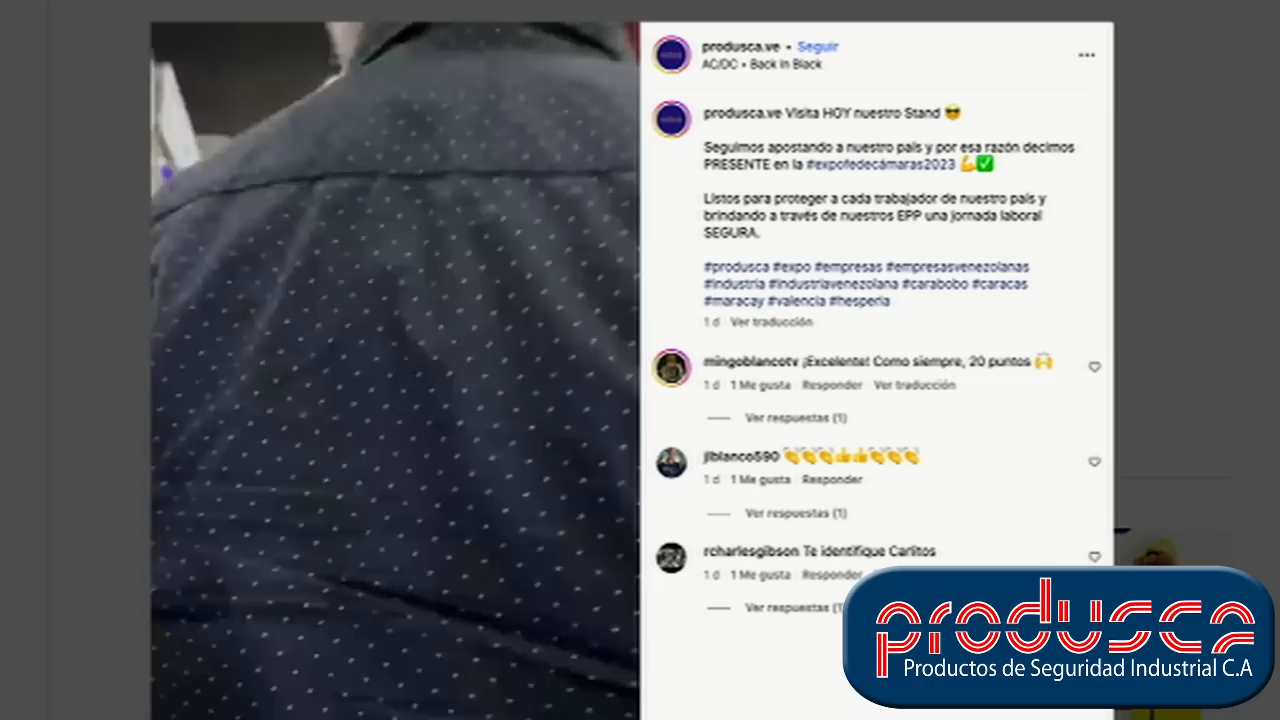 produsca.ve • Seguir
AC/DC • Back in Black
produsca.ve Visita HOY nuestro Stand 😎
Seguimos apostando a nuestro país y por esa razón decimos
PRESENTE en la #expofedecámaras2023 💪✅
Listos para proteger a cada trabajador de nuestro país y
brindando a través de nuestros EPP una jornada laboral
SEGURA.
#produsca #expo #empresas #empresasvenezolanas
#industria #industriavenezolana #carabobo #caracas
#maracay #valencia #hesperia
1 d Ver traducción
mingoblancotv ¡Excelente! Como siempre, 20 puntos 🙌
1 d 1 Me gusta Responder Ver traducción
Ver respuestas (1)
jlblanco590 👏👏👏👍👍👏👏👏
1 d 1 Me gusta Responder
Ver respuestas (1)
rcharlesgibson Te identifique Carlitos
1 d 1 Me gusta Responder
Ver respuestas (1
produsca
Productos de Seguridad Industrial C.A